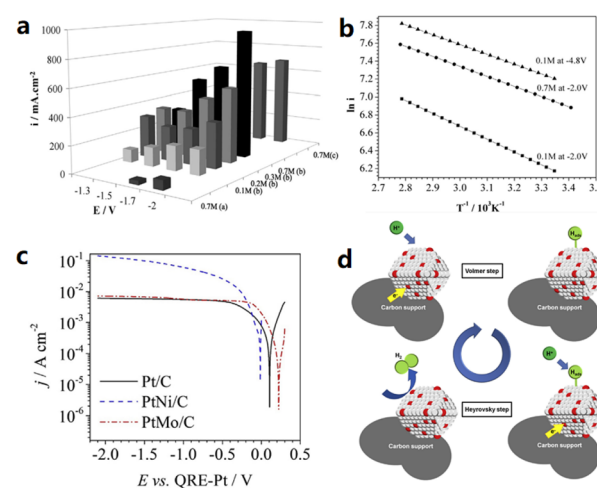 a
1000
800
600
400
200
0
i / mA.cm-2
-1.3
-1.5
-1.7
-2
E / V
0.7M (a)
0.1M (b)
0.2M (b)
0.3M (b)
0.7M (b)
0.7M(c)
b
7.8
7.6
7.4
7.2
7.0
6.8
6.6
6.4
6.2
ln i
0.1M at -4.8V
0.7M at -2.0V
0.1M at -2.0V
2.7 2.8 2.9 3.0 3.1 3.2 3.3 3.4
T-1 / 10³K-1
c
10-1
10-2
10-3
10-4
10-5
10-6
j / A cm-2
Pt/C
PtNi/C
PtMo/C
-2.0 -1.5 -1.0 -0.5 0.0 0.5
E vs. QRE-Pt / V
d
H+
Hads
Volmer step
e-
Carbon support
Carbon support
H2
H+
Hads
Heyrovsky step
e-
Carbon support
Carbon support